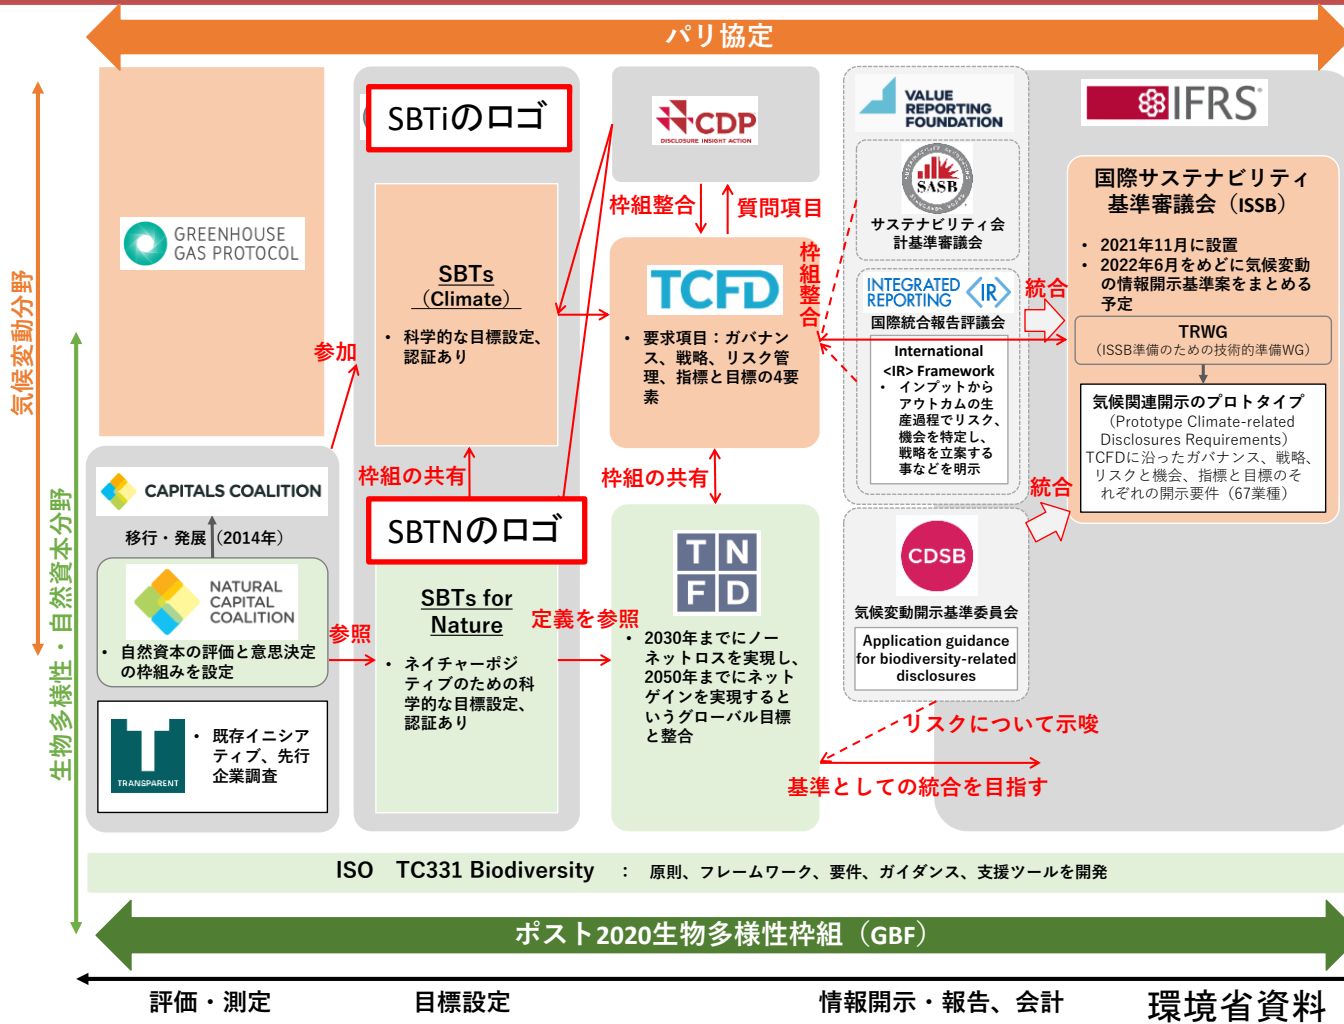 パリ協定
気候変動分野
生物多様性・自然資本分野
GREENHOUSE
GAS PROTOCOL
参加
CAPITALS COALITION
移行・発展（2014年）
NATURAL
CAPITAL
COALITION
・ 自然資本の評価と意思決定
の枠組みを設定
参照
TRANSPARENT
・ 既存イニシア
ティブ、先行
企業調査
SBTiのロゴ
SBTs
（Climate）
・ 科学的な目標設定、
認証あり
枠組の共有
SBTNのロゴ
SBTs for
Nature
・ ネイチャーポジ
ティブのための科
学的な目標設定、
認証あり
定義を参照
CDP
DISCLOSURE INSIGHT ACTION
枠組整合
質問項目
TCFD
・ 要求項目：ガバナン
ス、戦略、リスク管
理、指標と目標の4要
素
枠組の共有
T N
F D
・ 2030年までにノー
ネットロスを実現し、
2050年までにネット
ゲインを実現すると
いうグローバル目標
と整合
枠組整合
VALUE
REPORTING
FOUNDATION
SASB
サステナビリティ会
計基準審議会
INTEGRATED
REPORTING <IR>
国際統合報告評議会
International
<IR> Framework
・ インプットから
アウトカムの生
産過程でリスク、
機会を特定し、
戦略を立案する
事などを明示
統合
CDSB
気候変動開示基準委員会
Application guidance
for biodiversity-related
disclosures
統合
リスクについて示唆
基準としての統合を目指す
IFRS
国際サステナビリティ
基準審議会（ISSB）
・ 2021年11月に設置
・ 2022年6月をめどに気候変動
の情報開示基準案をまとめる
予定
TRWG
（ISSB準備のための技術的準備WG）
気候関連開示のプロトタイプ
（Prototype Climate-related
Disclosures Requirements）
TCFDに沿ったガバナンス、戦略、
リスクと機会、指標と目標のそ
れぞれの開示要件（67業種）
ISO TC331 Biodiversity ： 原則、フレームワーク、要件、ガイダンス、支援ツールを開発
ポスト2020生物多様性枠組（GBF）
評価・測定
目標設定
情報開示・報告、会計
環境省資料